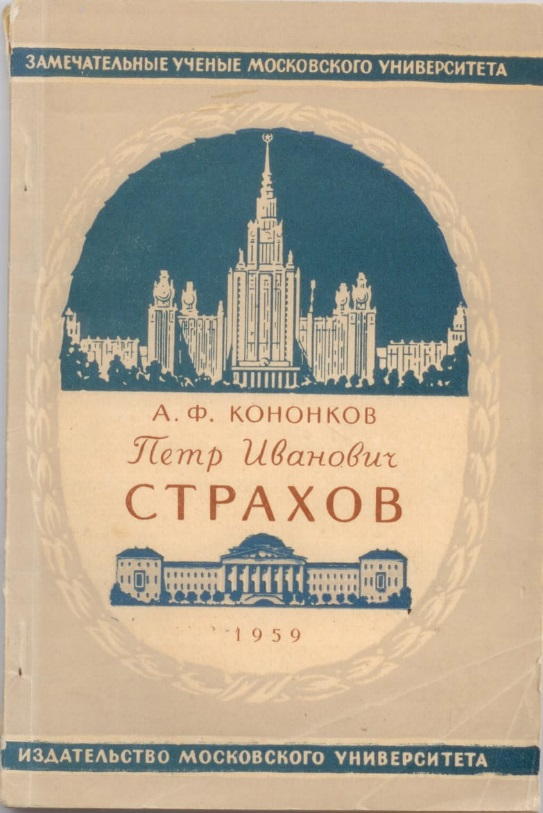 ЗАМЕЧАТЕЛЬНЫЕ УЧЕНЫЕ МОСКОВСКОГО УНИВЕРСИТЕТА
А. Ф. КОНОНКОВ
Петр Иванович
СТРАХОВ
1959
ИЗДАТЕЛЬСТВО МОСКОВСКОГО УНИВЕРСИТЕТА